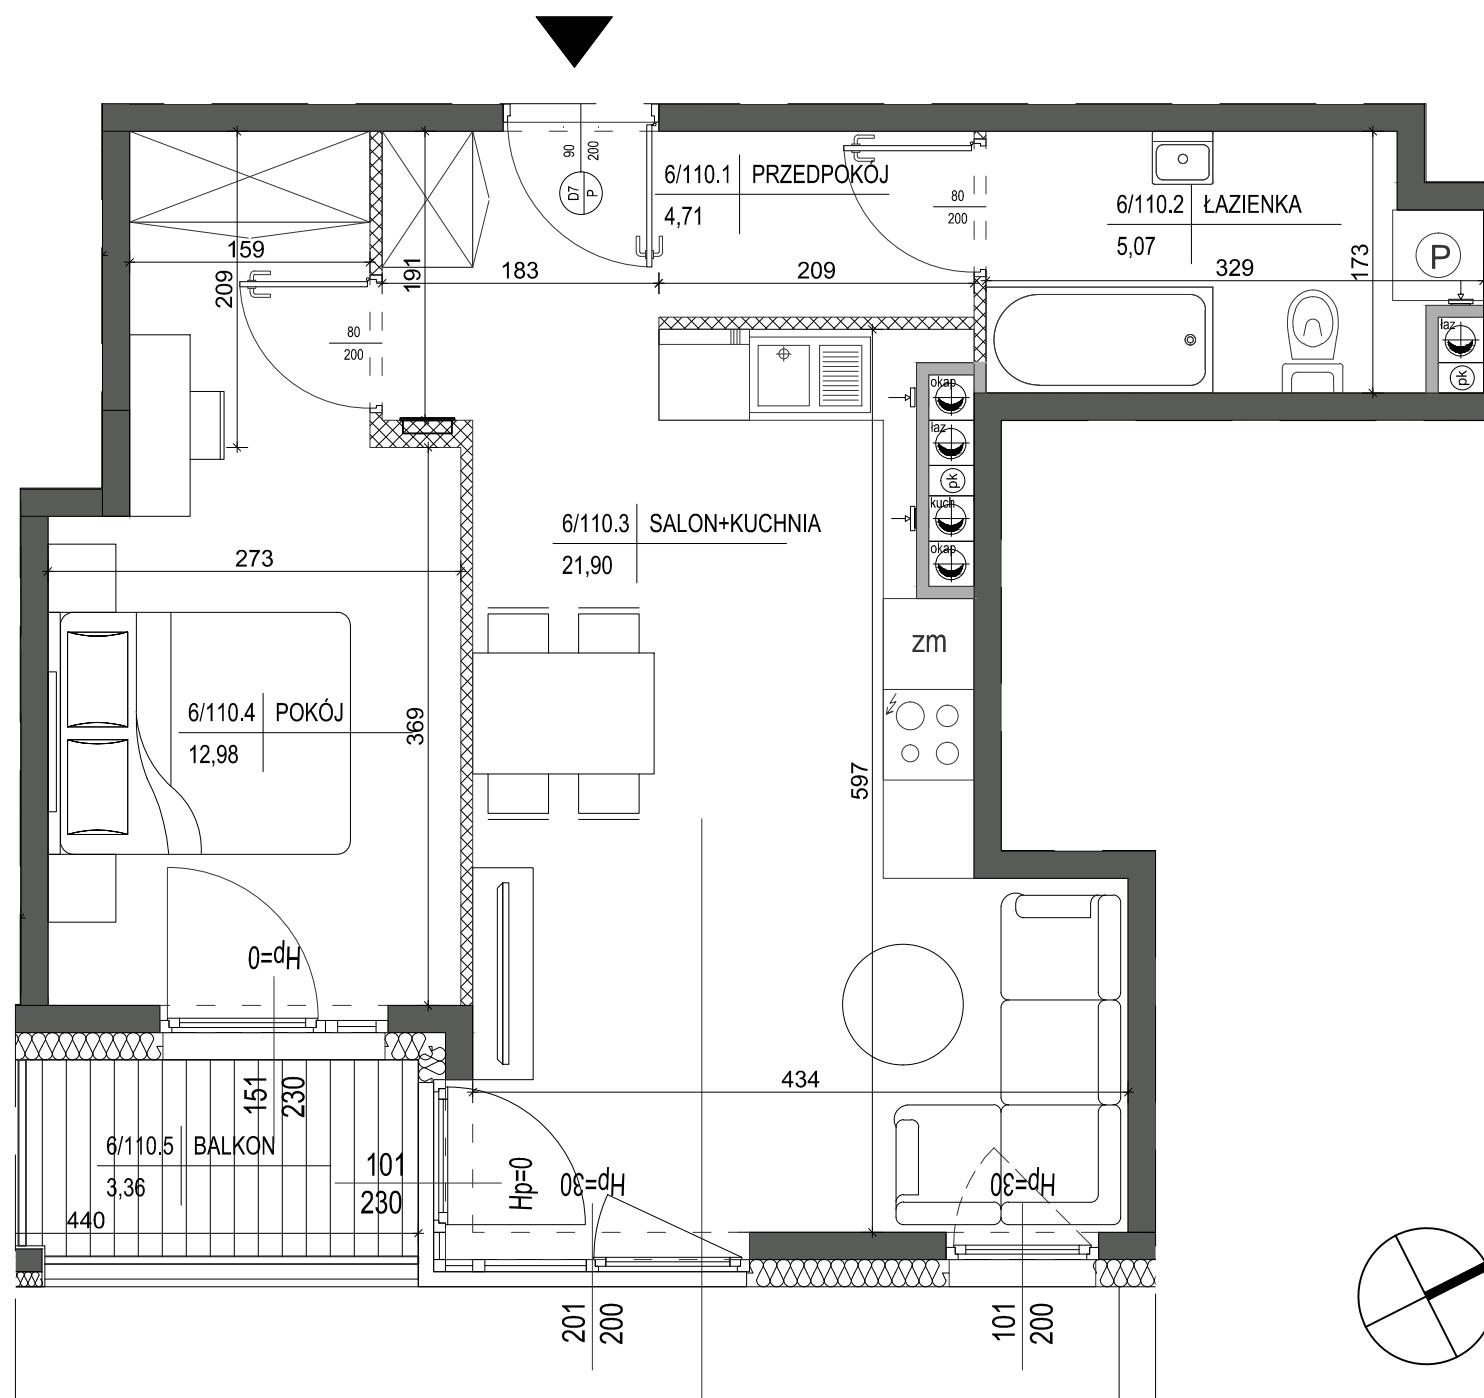 90
200
D7
P
6/110.1 PRZEDPOKÓJ
4,71
80
200
6/110.2 ŁAZIENKA
5,07
P
159
209
191
183
209
329
173
łaz
pk
80
200
okap
łaz
pk
kuch
okap
6/110.3 SALON+KUCHNIA
21,90
273
zm
6/110.4 POKÓJ
12,98
369
597
Hp=0
434
151
230
6/110.5 BALKON
3,36
101
230
440
Hp=0
Hp=30
Hp=30
201
200
101
200